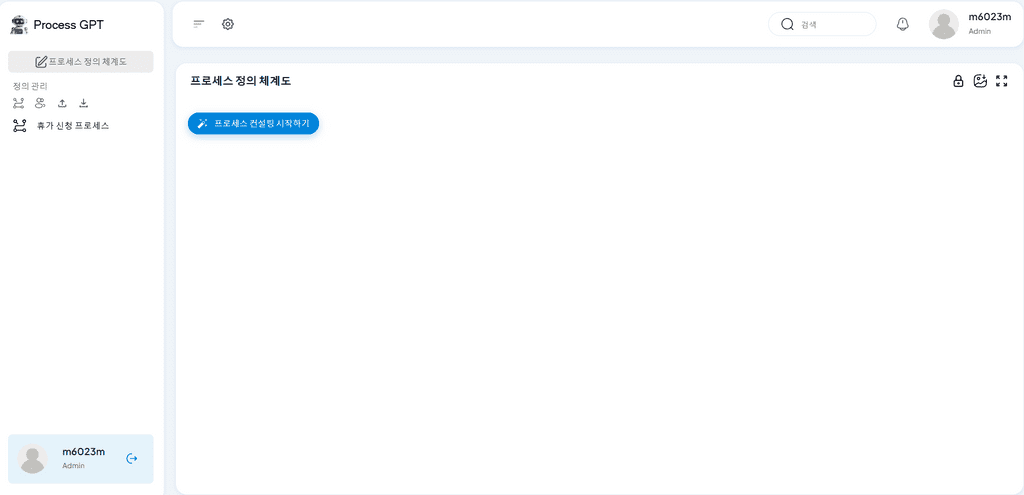 Process GPT
프로세스 정의 체계도
정의 관리
휴가 신청 프로세스
m6023m
Admin
검색
m6023m
Admin
프로세스 정의 체계도
프로세스 컨설팅 시작하기